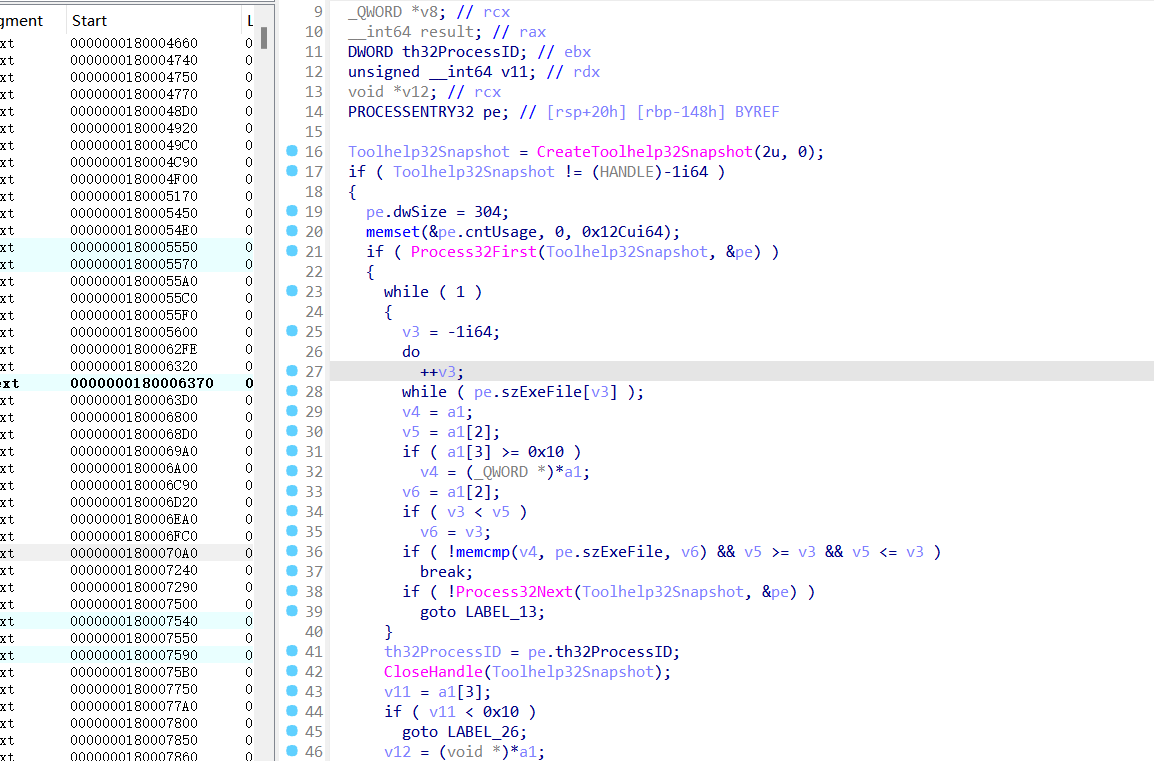 gment Start L
xt 0000000180004660 0
xt 0000000180004740 0
xt 0000000180004750 0
xt 0000000180004770 0
xt 00000001800048D0 0
xt 0000000180004920 0
xt 00000001800049C0 0
xt 0000000180004C90 0
xt 0000000180004F00 0
xt 0000000180005170 0
xt 0000000180005450 0
xt 00000001800054E0 0
xt 0000000180005550 0
xt 0000000180005570 0
xt 00000001800055A0 0
xt 00000001800055C0 0
xt 00000001800055F0 0
xt 0000000180005600 0
xt 00000001800062FE 0
xt 0000000180006320 0
xt 0000000180006370 0
xt 00000001800063D0 0
xt 0000000180006800 0
xt 00000001800068D0 0
xt 00000001800069A0 0
xt 0000000180006A00 0
xt 0000000180006C90 0
xt 0000000180006D20 0
xt 0000000180006EA0 0
xt 0000000180006FC0 0
xt 00000001800070A0 0
xt 0000000180007240 0
xt 0000000180007290 0
xt 0000000180007500 0
xt 0000000180007540 0
xt 0000000180007550 0
xt 0000000180007590 0
xt 00000001800075B0 0
xt 0000000180007750 0
xt 00000001800077A0 0
xt 0000000180007800 0
xt 0000000180007850 0
xt 0000000180007860 0
9 _QWORD *v8; // rcx
10 __int64 result; // rax
11 DWORD th32ProcessID; // ebx
12 unsigned __int64 v11; // rdx
13 void *v12; // rcx
14 PROCESSENTRY32 pe; // [rsp+20h] [rbp-148h] BYREF
15
16 Toolhelp32Snapshot = CreateToolhelp32Snapshot(2u, 0);
17 if ( Toolhelp32Snapshot != (HANDLE)-1i64 )
18 {
19 pe.dwSize = 304;
20 memset(&pe.cntUsage, 0, 0x12Cui64);
21 if ( Process32First(Toolhelp32Snapshot, &pe) )
22 {
23 while ( 1 )
24 {
25 v3 = -1i64;
26 do
27 ++v3;
28 while ( pe.szExeFile[v3] );
29 v4 = a1;
30 v5 = a1[2];
31 if ( a1[3] >= 0x10 )
32 v4 = (_QWORD *)*a1;
33 v6 = a1[2];
34 if ( v3 < v5 )
35 v6 = v3;
36 if ( !memcmp(v4, pe.szExeFile, v6) && v5 >= v3 && v5 <= v3 )
37 break;
38 if ( !Process32Next(Toolhelp32Snapshot, &pe) )
39 goto LABEL_13;
40 }
41 th32ProcessID = pe.th32ProcessID;
42 CloseHandle(Toolhelp32Snapshot);
43 v11 = a1[3];
44 if ( v11 < 0x10 )
45 goto LABEL_26;
46 v12 = (void *)*a1;